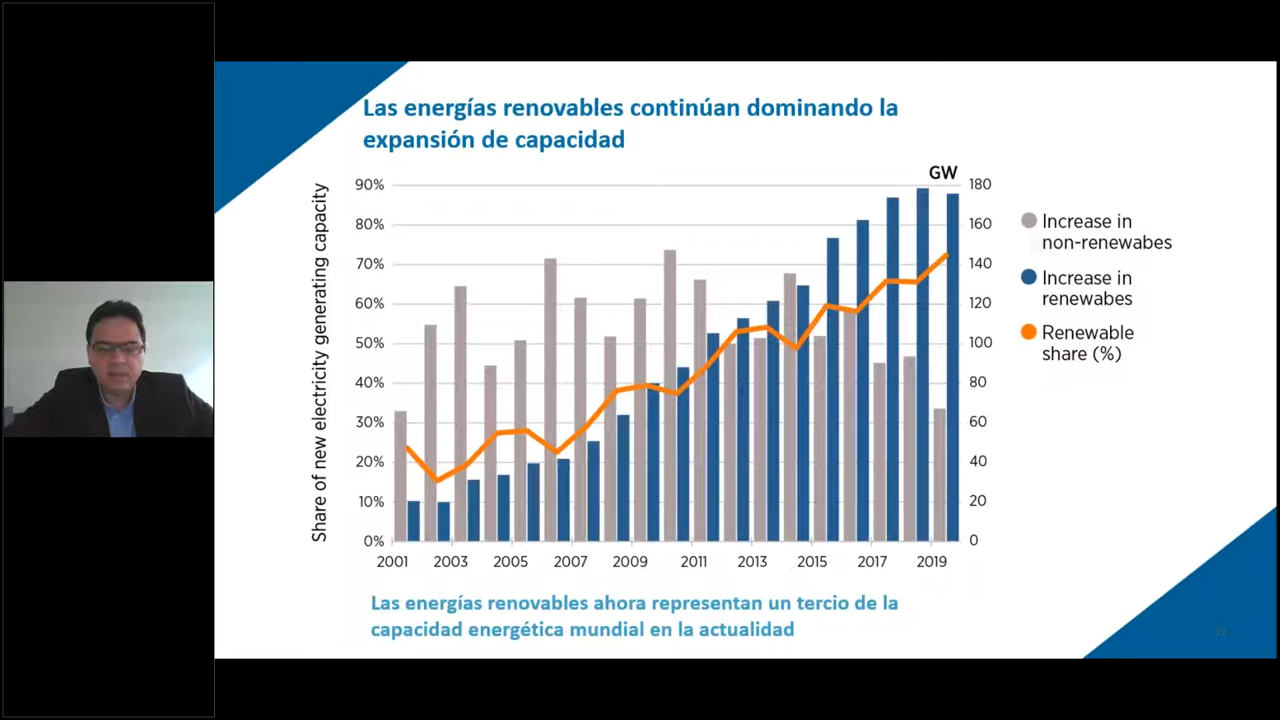 Las energías renovables continúan dominando la
expansión de capacidad
GW
Share of new electricity generating capacity
90%
80%
70%
60%
50%
40%
30%
20%
10%
0%
180
160
140
120
100
80
60
40
20
0
2001
2003
2005
2007
2009
2011
2013
2015
2017
2019
Increase in
non-renewabes
Increase in
renewabes
Renewable
share (%)
Las energías renovables ahora representan un tercio de la
capacidad energética mundial en la actualidad